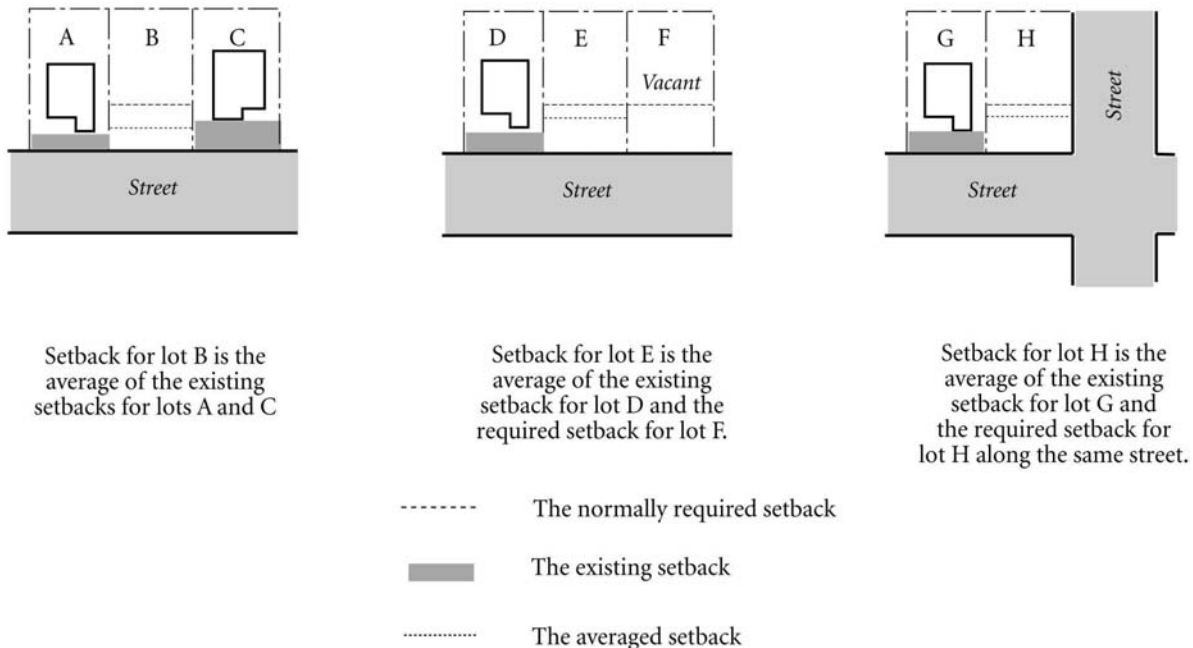 A
B
C
D
E
F
Vacant
G
H
Street
Street
Street
Street
Setback for lot B is the
average of the existing
setbacks for lots A and C
Setback for lot E is the
average of the existing
setback for lot D and the
required setback for lot F.
Setback for lot H is the
average of the existing
setback for lot G and
the required setback for
lot H along the same street.
The normally required setback
The existing setback
The averaged setback